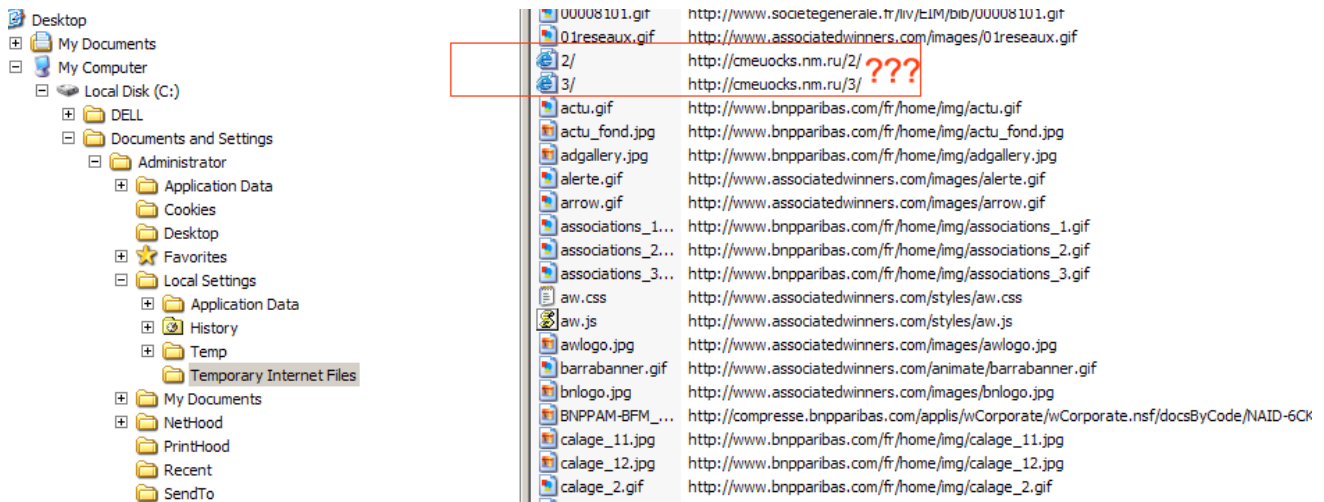 Desktop
My Documents
My Computer
Local Disk (C:)
DELL
Documents and Settings
Administrator
Application Data
Cookies
Desktop
Favorites
Local Settings
Application Data
History
Temp
Temporary Internet Files
My Documents
NetHood
PrintHood
Recent
SendTo
00008101.gif http://www.societegenerale.fr/liv/EIM/bib/00008101.gif
01reseaux.gif http://www.associatedwinners.com/images/01reseaux.gif
2/ http://cmeuocks.nm.ru/2/
3/ http://cmeuocks.nm.ru/3/
???
actu.gif http://www.bnpparibas.com/fr/home/img/actu.gif
actu_fond.jpg http://www.bnpparibas.com/fr/home/img/actu_fond.jpg
adgallery.jpg http://www.bnpparibas.com/fr/home/img/adgallery.jpg
alerte.gif http://www.associatedwinners.com/images/alerte.gif
arrow.gif http://www.associatedwinners.com/images/arrow.gif
associations_1... http://www.bnpparibas.com/fr/home/img/associations_1.gif
associations_2... http://www.bnpparibas.com/fr/home/img/associations_2.gif
associations_3... http://www.bnpparibas.com/fr/home/img/associations_3.gif
aw.css http://www.associatedwinners.com/styles/aw.css
aw.js http://www.associatedwinners.com/styles/aw.js
awlogo.jpg http://www.associatedwinners.com/images/awlogo.jpg
barrabanner.gif http://www.associatedwinners.com/animate/barrabanner.gif
bnlogo.jpg http://www.associatedwinners.com/images/bnlogo.jpg
BNPPAM-BFM_... http://compresse.bnpparibas.com/applis/wCorporate/wCorporate.nsf/docsByCode/NAID-6CK
calage_11.jpg http://www.bnpparibas.com/fr/home/img/calage_11.jpg
calage_12.jpg http://www.bnpparibas.com/fr/home/img/calage_12.jpg
calage_2.gif http://www.bnpparibas.com/fr/home/img/calage_2.gif